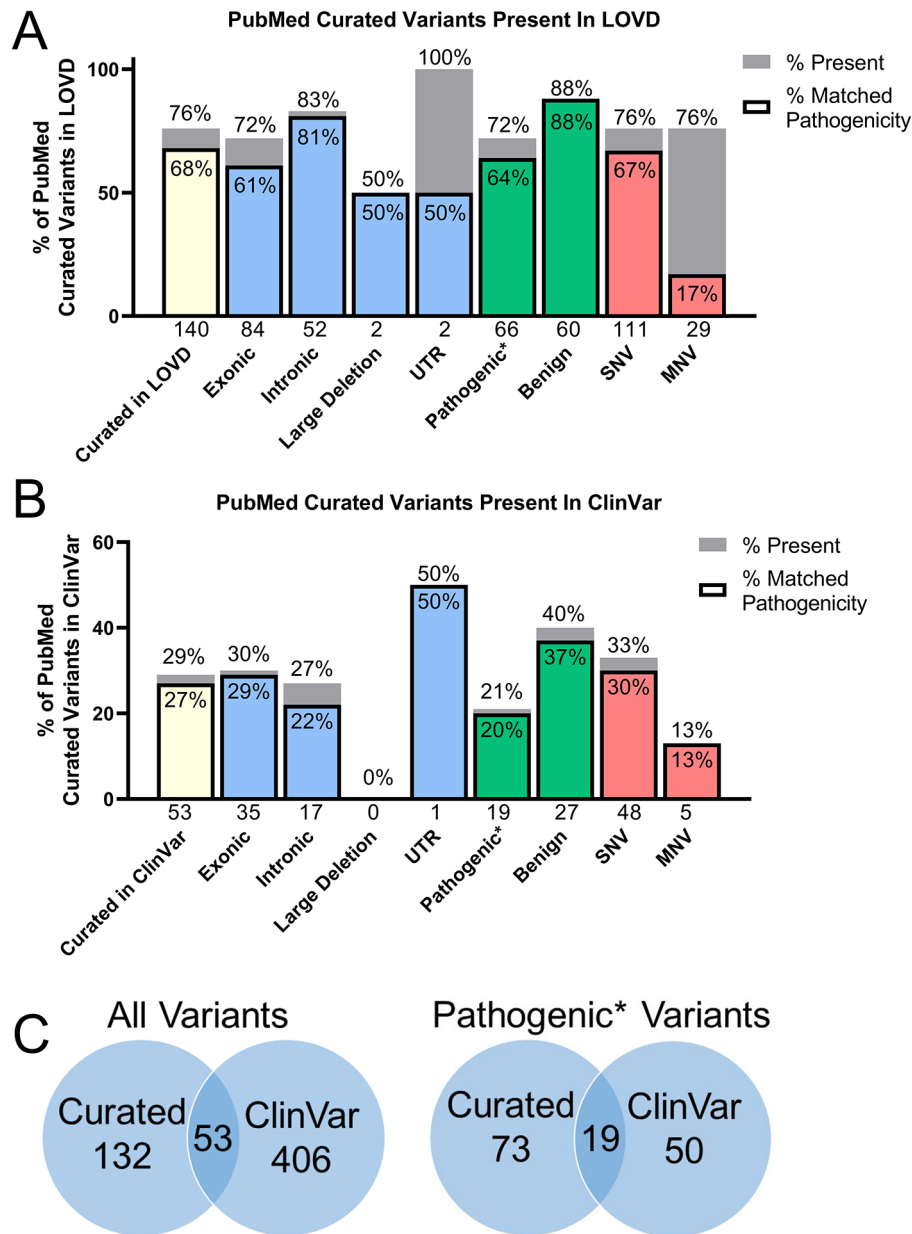 A
PubMed Curated Variants Present In LOVD
% of PubMed
Curated Variants in LOVD
100
50
0
76%
68%
72%
61%
83%
81%
50%
50%
100%
50%
72%
64%
88%
88%
76%
67%
76%
17%
% Present
% Matched
Pathogenicity
140 84 52 2 2 66 60 111 29
Curated in LOVD
Exonic
Intronic
Large Deletion
UTR
Pathogenic*
Benign
SNV
MNV
B
PubMed Curated Variants Present In ClinVar
% of PubMed
Curated Variants in ClinVar
60
40
20
0
29%
27%
30%
29%
27%
22%
0%
50%
50%
21%
20%
40%
37%
33%
30%
13%
13%
% Present
% Matched
Pathogenicity
53 35 17 0 1 19 27 48 5
Curated in ClinVar
Exonic
Intronic
Large Deletion
UTR
Pathogenic*
Benign
SNV
MNV
C
All Variants
Curated
132
53
ClinVar
406
Pathogenic* Variants
Curated
73
19
ClinVar
50